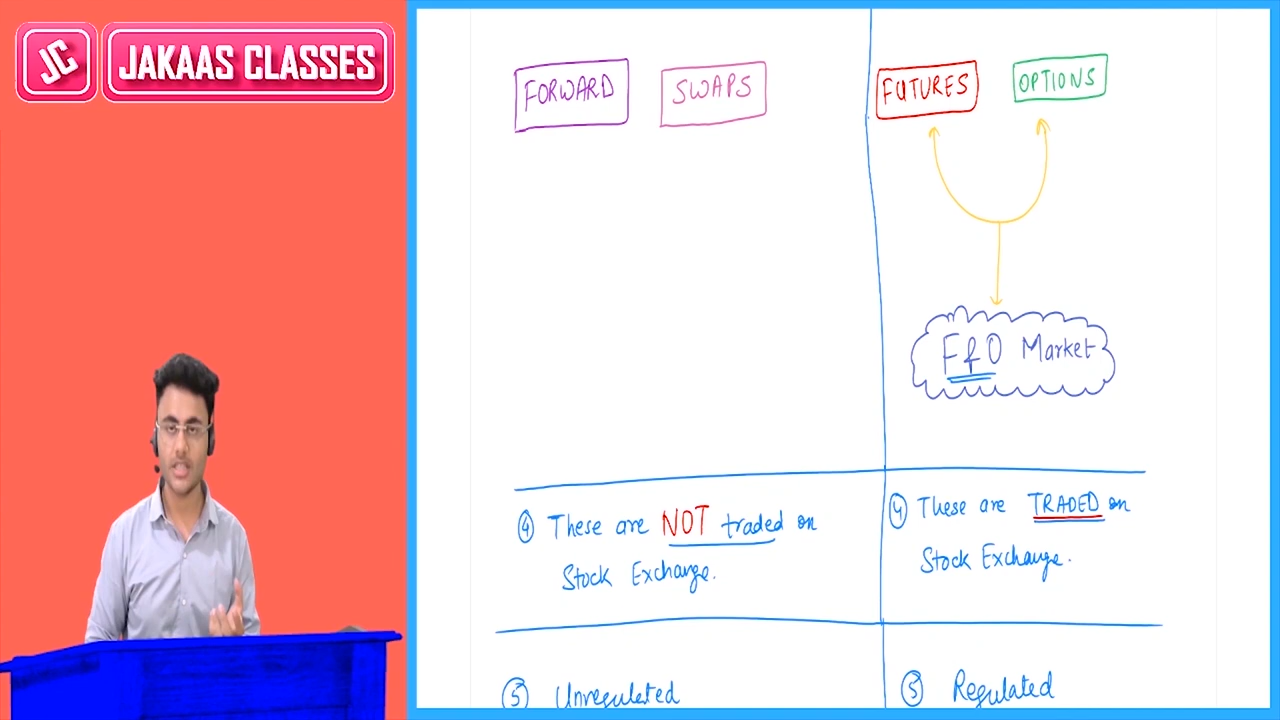 JC
JAKAAS CLASSES
FORWARD
SWAPS
FUTURES
OPTIONS
F&O Market
④ These are NOT traded on
Stock Exchange.
④ These are TRADED on
Stock Exchange.
⑤ Unregulated
⑤ Regulated